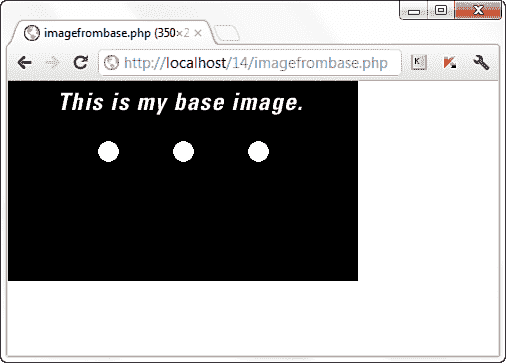 imagefrombase.php (350×2
http://localhost/14/imagefrombase.php
K
This is my base image.